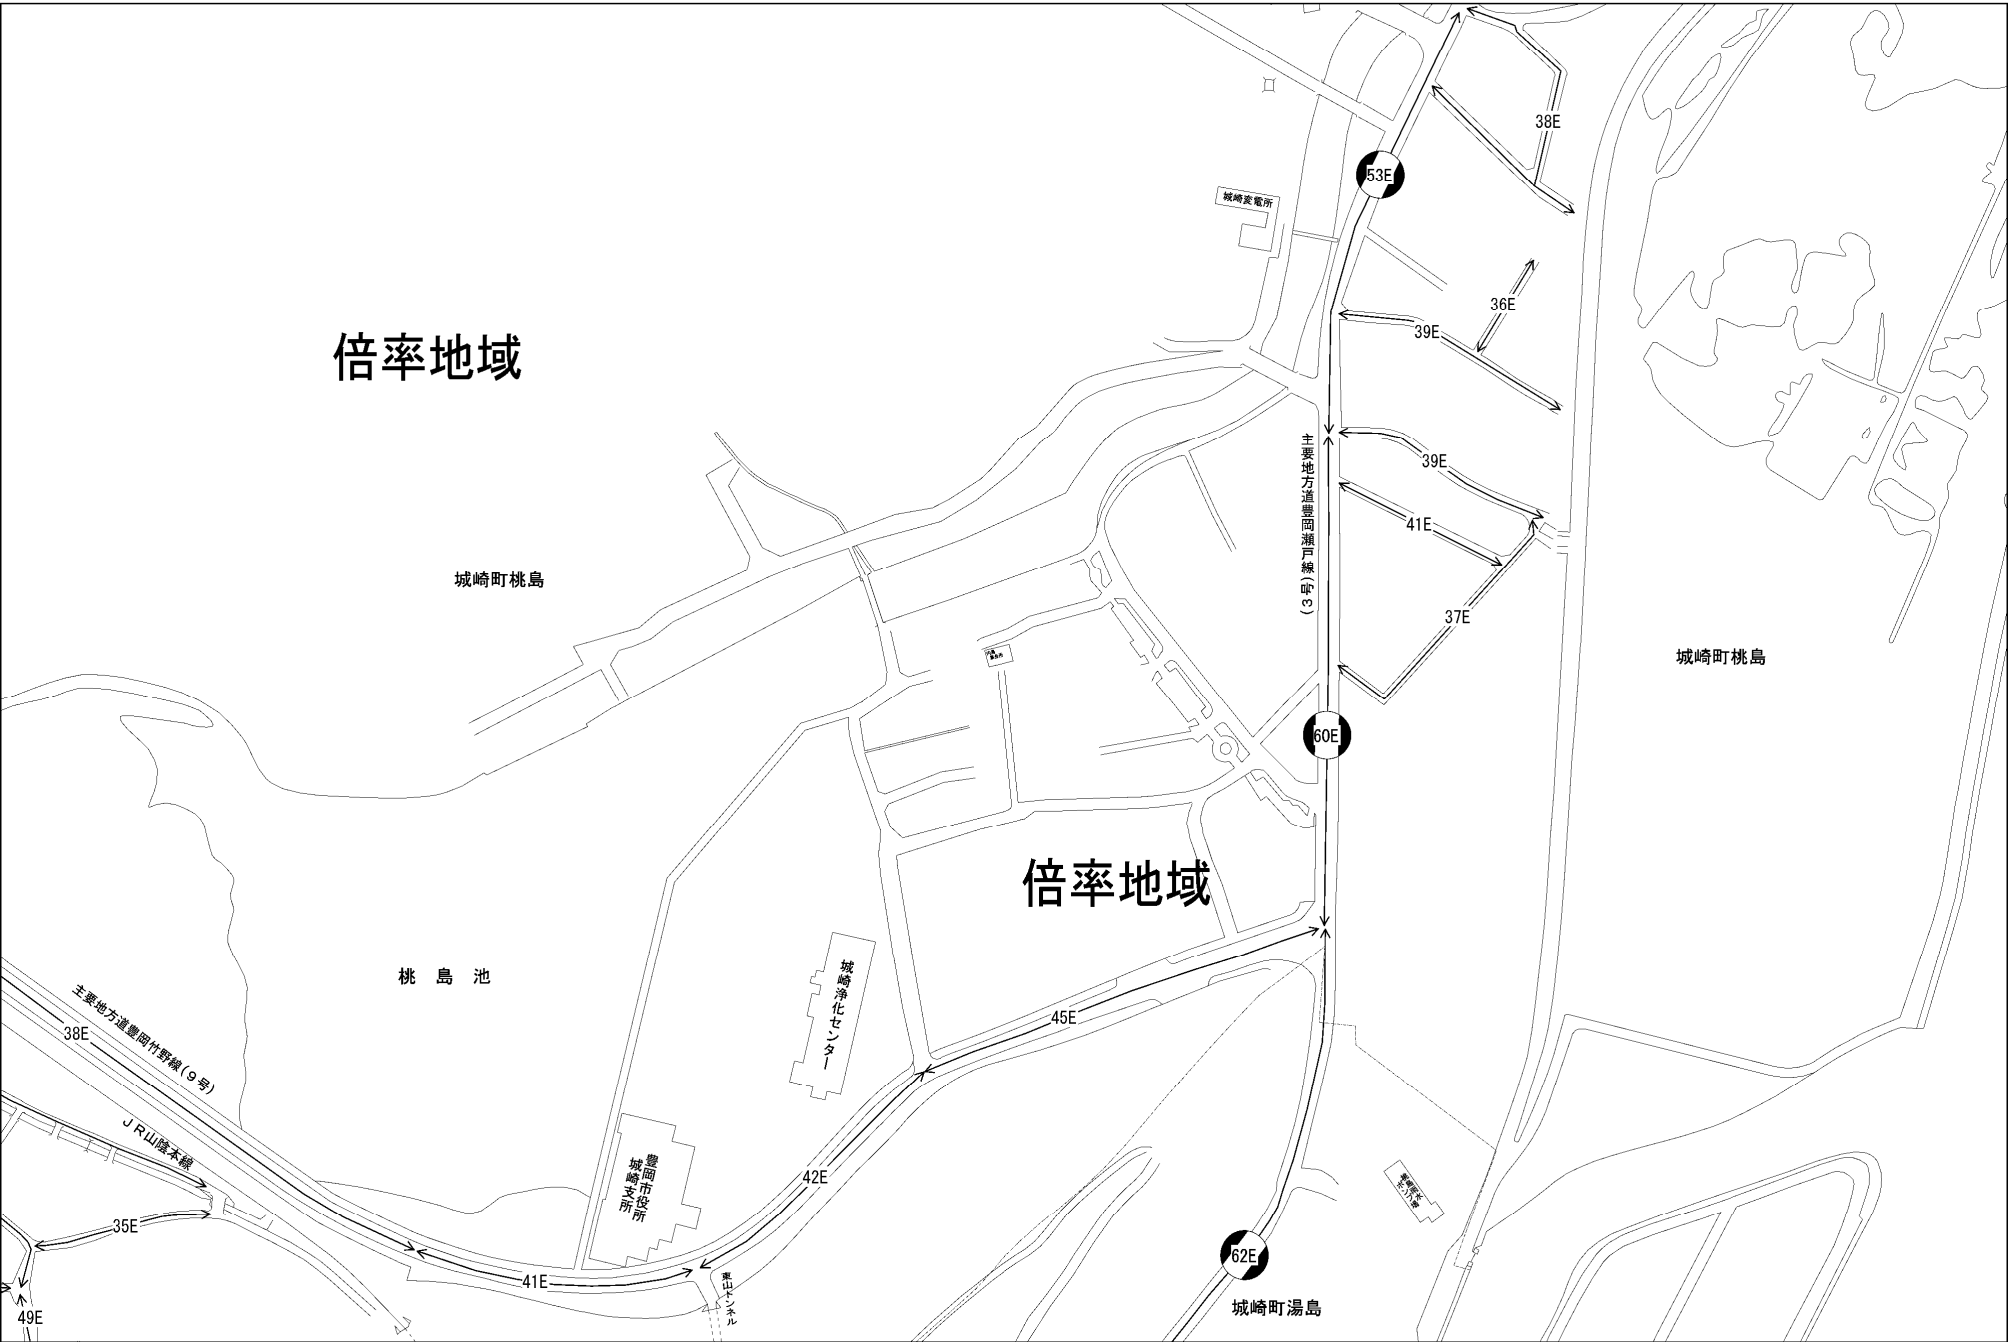 38E
53E
城崎変電所
36E
39E
倍率地域
主要地方道豊岡瀬戸線(3号)
39E
41E
城崎町桃島
37E
城崎町桃島
60E
倍率地域
城崎浄化センター
桃島池
主要地方道豊岡竹野線(9号)
38E
45E
JR山陰本線
豊岡市役所
城崎支所
42E
35E
62E
41E
東山トンネル
城崎町湯島
49E